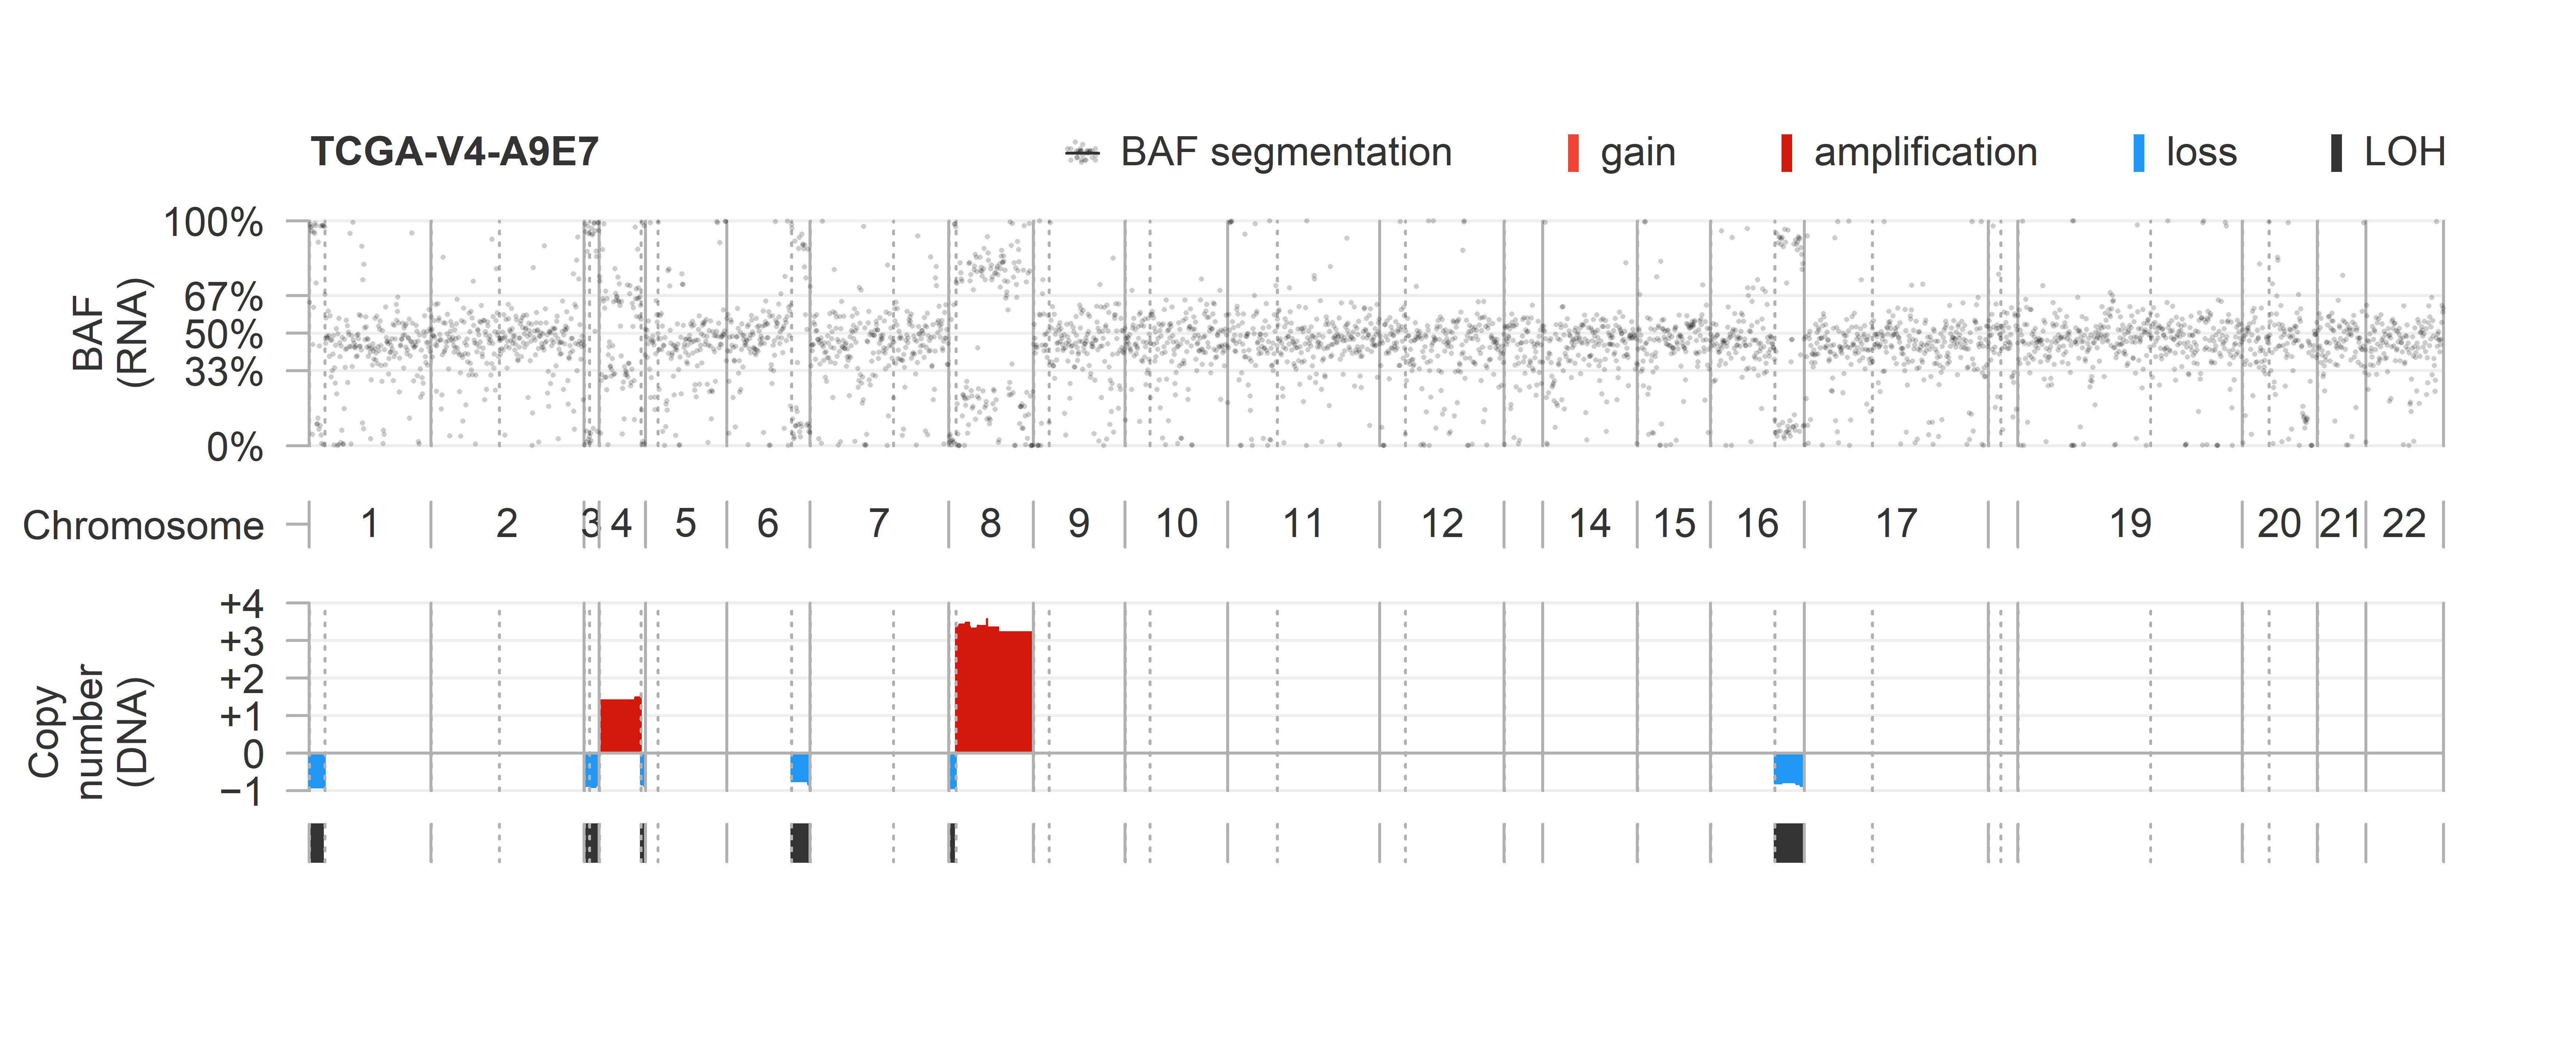 TCGA-V4-A9E7
BAF segmentation
gain
amplification
loss
LOH
BAF
(RNA)
100%
67%
50%
33%
0%
Chromosome
1 2 3 4 5 6 7 8 9 10 11 12 14 15 16 17 19 20 21 22
Copy
number
(DNA)
+4
+3
+2
+1
0
−1